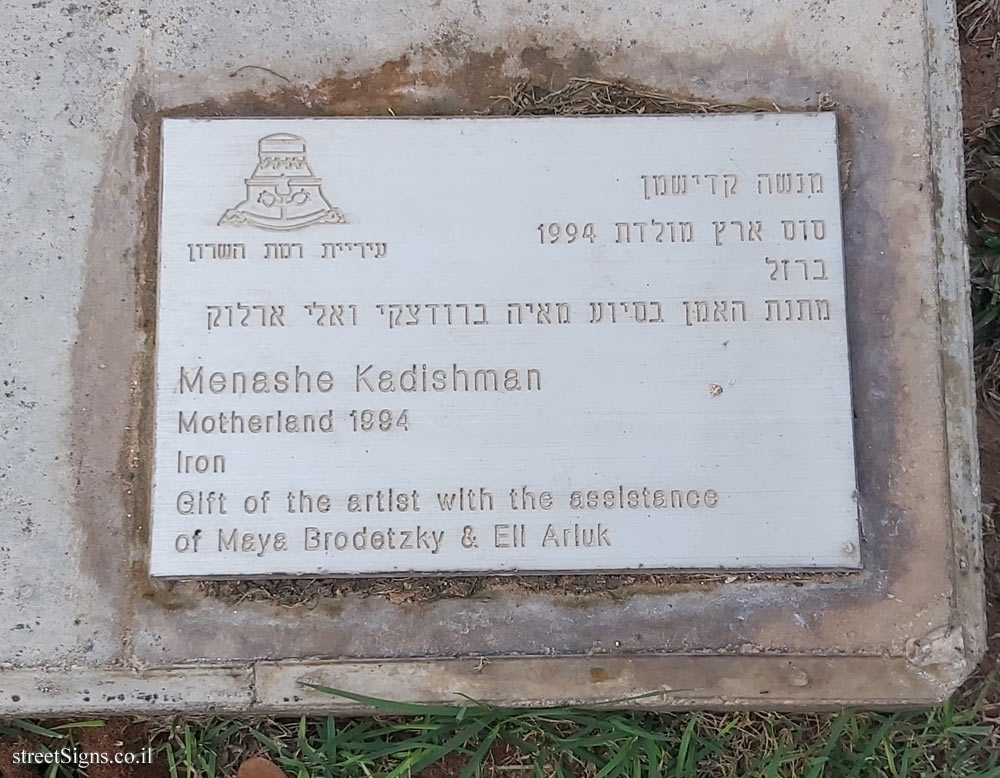 עיריית רמת השרון
מנשה קדישמן
סוס ארץ מולדת 1994
ברזל
מתנת האמן בסיוע מאיה ברודצקי ואלי ארלוק
Menashe Kadishman
Motherland 1994
Iron
Gift of the artist with the assistance
of Maya Brodetzky & Eli Arluk
streetSigns.co.il